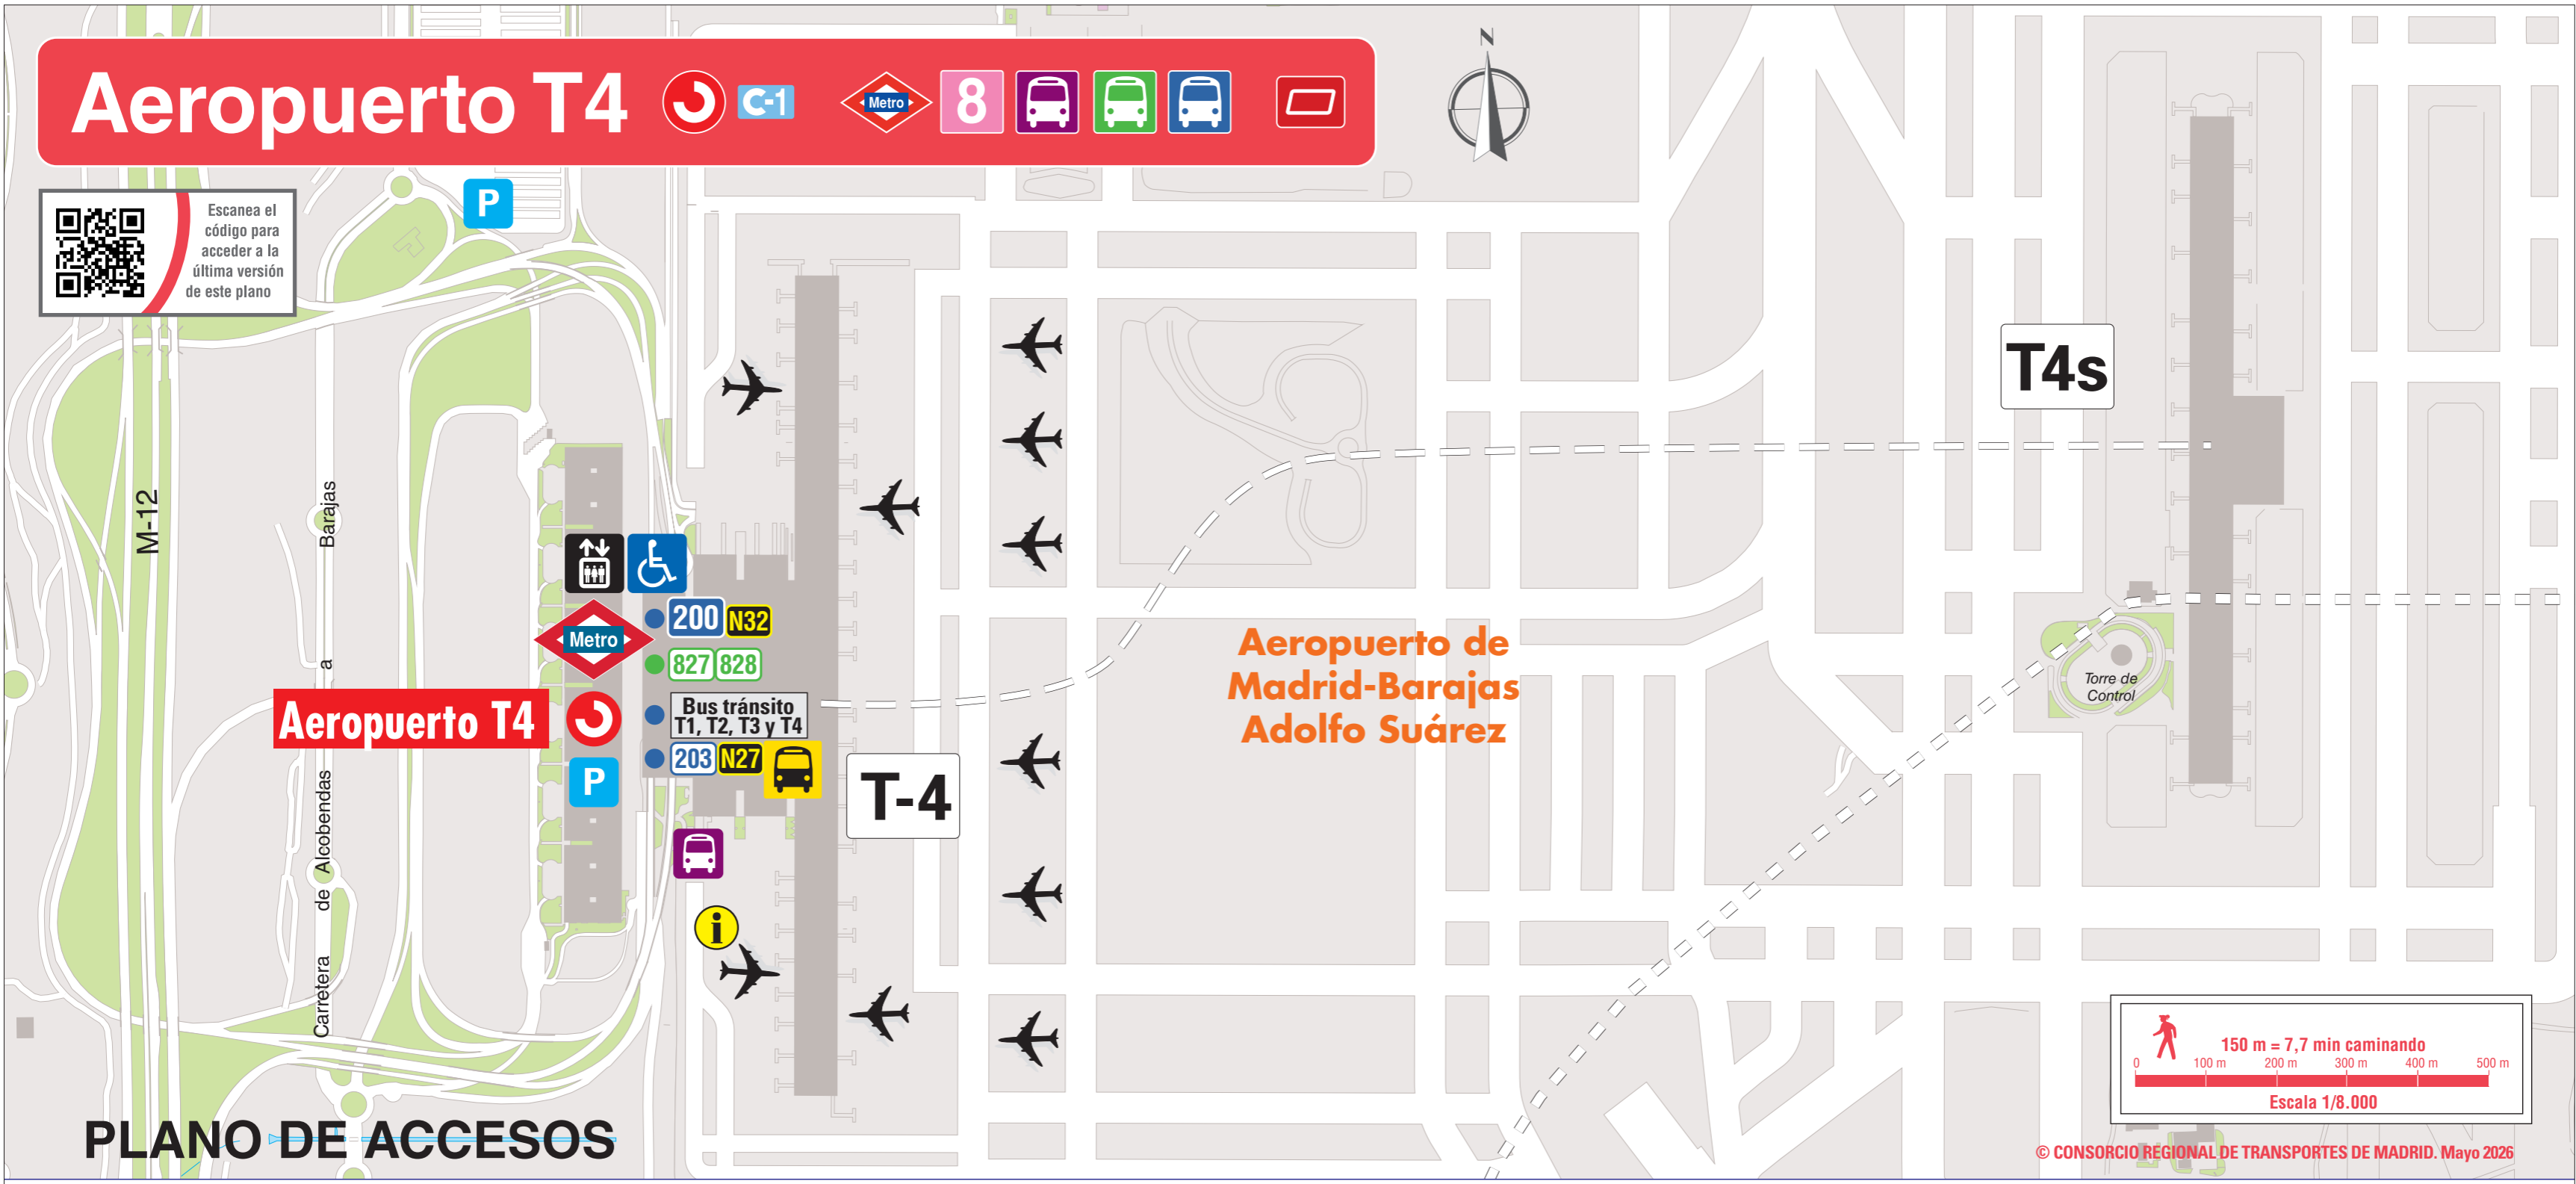 Aeropuerto T4
C-1
Metro
8
N
Escanea el
código para
acceder a la
última versión
de este plano
P
M-12
Carretera de Alcobendas a Barajas
T4s
Metro
200 N32
827 828
Aeropuerto T4
Bus tránsito
T1, T2, T3 y T4
203 N27
P
T-4
i
Aeropuerto de
Madrid-Barajas
Adolfo Suárez
Torre de
Control
150 m = 7,7 min caminando
0 100 m 200 m 300 m 400 m 500 m
Escala 1/8.000
PLANO DE ACCESOS
© CONSORCIO REGIONAL DE TRANSPORTES DE MADRID. Mayo 2026